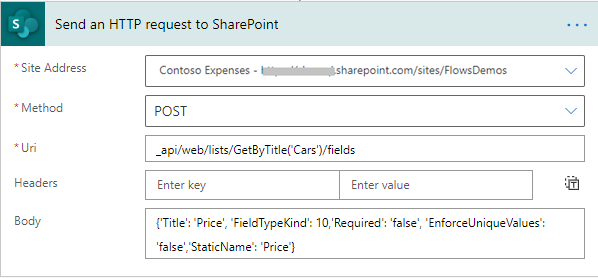 S
Send an HTTP request to SharePoint
...
* Site Address
Contoso Expenses - sharepoint.com/sites/FlowsDemos
* Method
POST
* Uri
_api/web/lists/GetByTitle('Cars')/fields
Headers
Enter key
Enter value
Body
{'Title': 'Price', 'FieldTypeKind': 10,'Required': 'false', 'EnforceUniqueValues':
'false','StaticName': 'Price'}